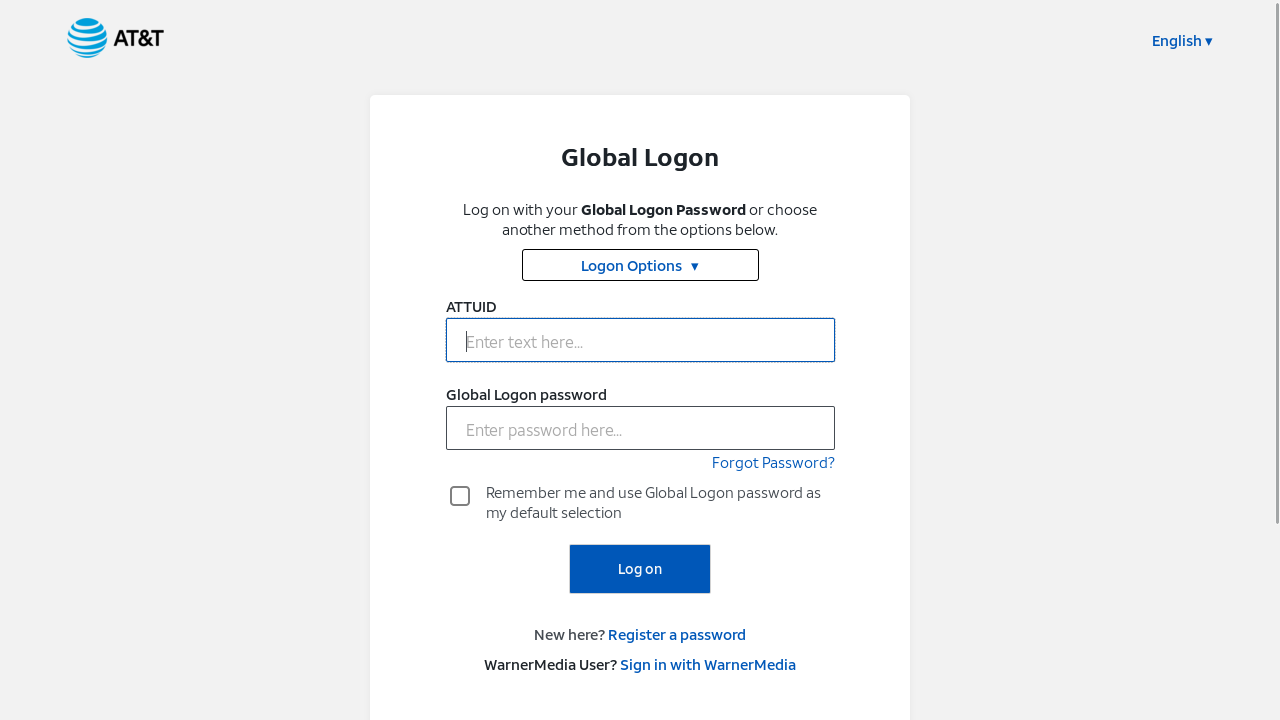 AT&T
English ▾
Global Logon
Log on with your Global Logon Password or choose
another method from the options below.
Logon Options ▾
ATTUID
Enter text here...
Global Logon password
Enter password here...
Forgot Password?
Remember me and use Global Logon password as
my default selection
Log on
New here? Register a password
WarnerMedia User? Sign in with WarnerMedia